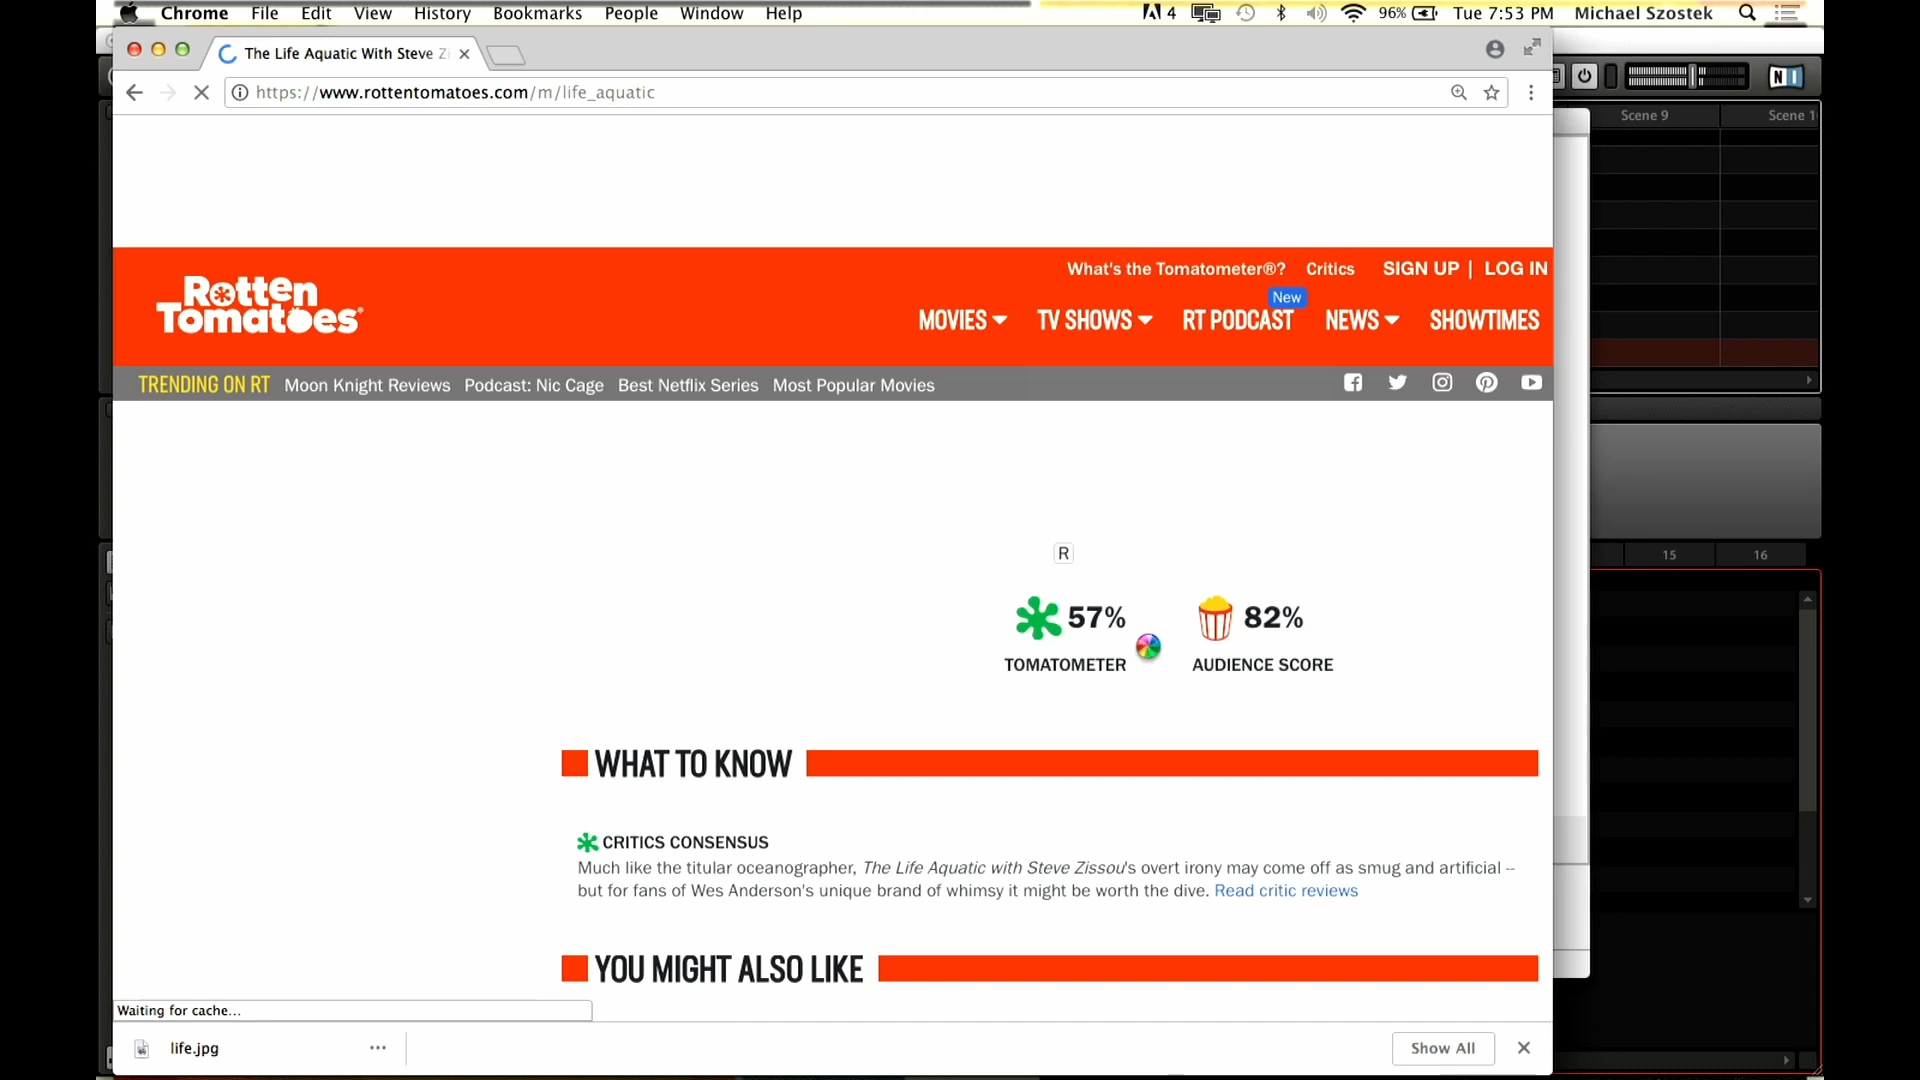 Chrome File Edit View History Bookmarks People Window Help 4 96% Tue 7:53 PM Michael Szostek
The Life Aquatic With Steve Zi
https://www.rottentomatoes.com/m/life_aquatic
NI
Scene 9 Scene 1
What's the Tomatometer®? Critics SIGN UP | LOG IN
Rotten
Tomatoes®
New
MOVIES TV SHOWS RT PODCAST NEWS SHOWTIMES
TRENDING ON RT Moon Knight Reviews Podcast: Nic Cage Best Netflix Series Most Popular Movies
R
15 16
57% 82%
TOMATOMETER AUDIENCE SCORE
WHAT TO KNOW
CRITICS CONSENSUS
Much like the titular oceanographer, The Life Aquatic with Steve Zissou's overt irony may come off as smug and artificial --
but for fans of Wes Anderson's unique brand of whimsy it might be worth the dive. Read critic reviews
YOU MIGHT ALSO LIKE
Waiting for cache...
life.jpg Show All